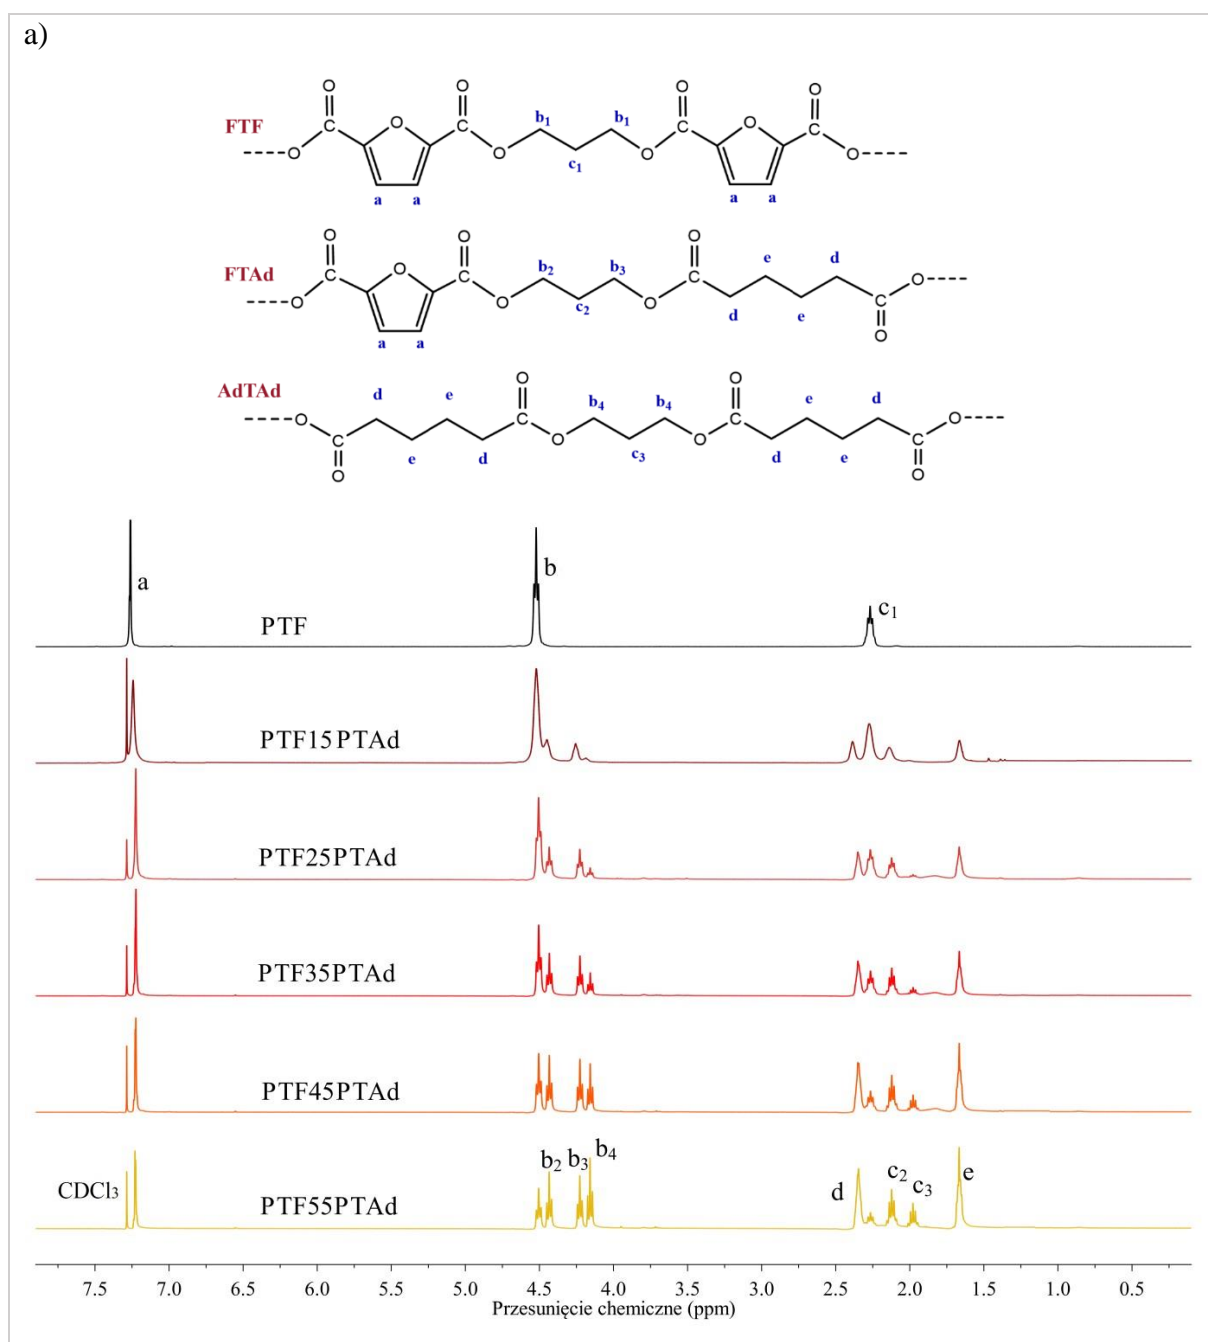 a)
O O O O
O O
FTF C C b₁ b₁ C C
O O c₁ O O
a a a a
O O O
FTAd C O C b₂ b₃ C e d O
O O c₂ O C
a a d e O
AdTAd O O
d e C b₄ b₄ C e d O
O C O O C
O e d c₃ d e O
a b c₁
PTF
PTF15PTAd
PTF25PTAd
PTF35PTAd
PTF45PTAd
CDCl₃ PTF55PTAd b₂ b₃ b₄ d c₂ c₃ e
7.5 7.0 6.5 6.0 5.5 5.0 4.5 4.0 3.5 3.0 2.5 2.0 1.5 1.0 0.5
Przesunięcie chemiczne (ppm)